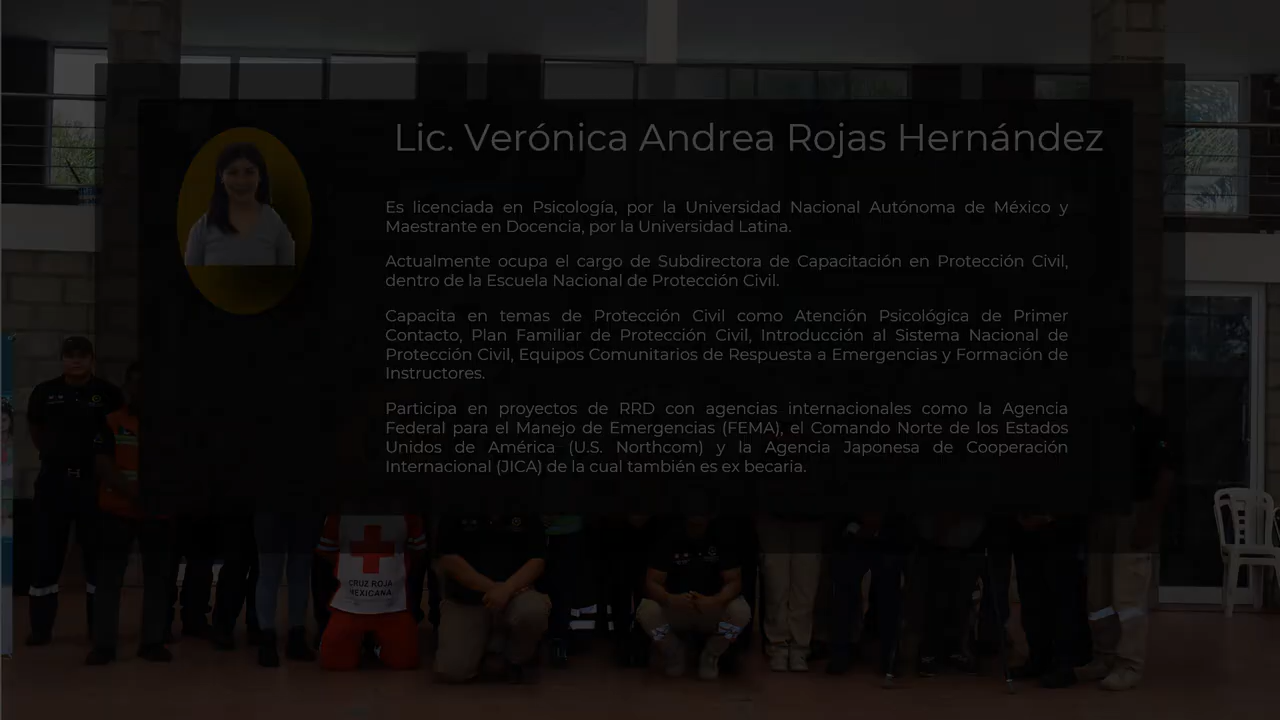 Lic. Verónica Andrea Rojas Hernández
Es licenciada en Psicología, por la Universidad Nacional Autónoma de México y
Maestrante en Docencia, por la Universidad Latina.
Actualmente ocupa el cargo de Subdirectora de Capacitación en Protección Civil,
dentro de la Escuela Nacional de Protección Civil.
Capacita en temas de Protección Civil como Atención Psicológica de Primer
Contacto, Plan Familiar de Protección Civil, Introducción al Sistema Nacional de
Protección Civil, Equipos Comunitarios de Respuesta a Emergencias y Formación de
Instructores.
Participa en proyectos de RRD con agencias internacionales como la Agencia
Federal para el Manejo de Emergencias (FEMA), el Comando Norte de los Estados
Unidos de América (U.S. Northcom) y la Agencia Japonesa de Cooperación
Internacional (JICA) de la cual también es ex becaria.
CRUZ ROJA
MEXICANA